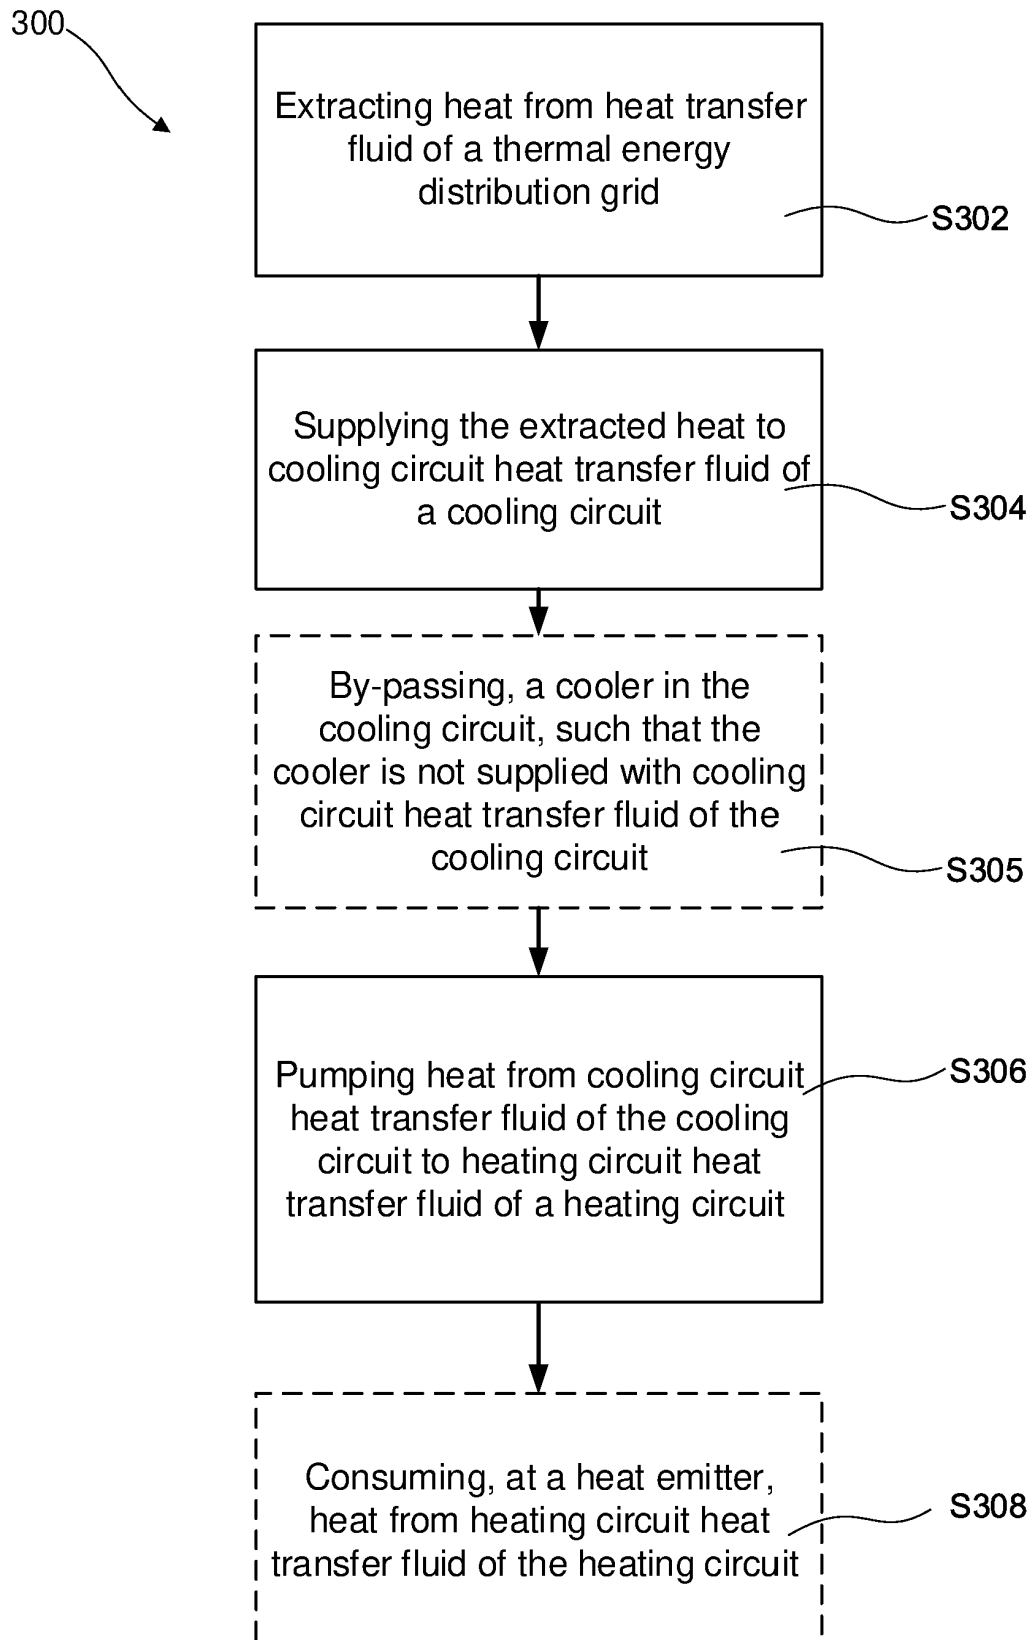 300
Extracting heat from heat transfer
fluid of a thermal energy
distribution grid
S302
Supplying the extracted heat to
cooling circuit heat transfer fluid of
a cooling circuit
S304
By-passing, a cooler in the
cooling circuit, such that the
cooler is not supplied with cooling
circuit heat transfer fluid of the
cooling circuit
S305
Pumping heat from cooling circuit
heat transfer fluid of the cooling
circuit to heating circuit heat
transfer fluid of a heating circuit
S306
Consuming, at a heat emitter,
heat from heating circuit heat
transfer fluid of the heating circuit
S308